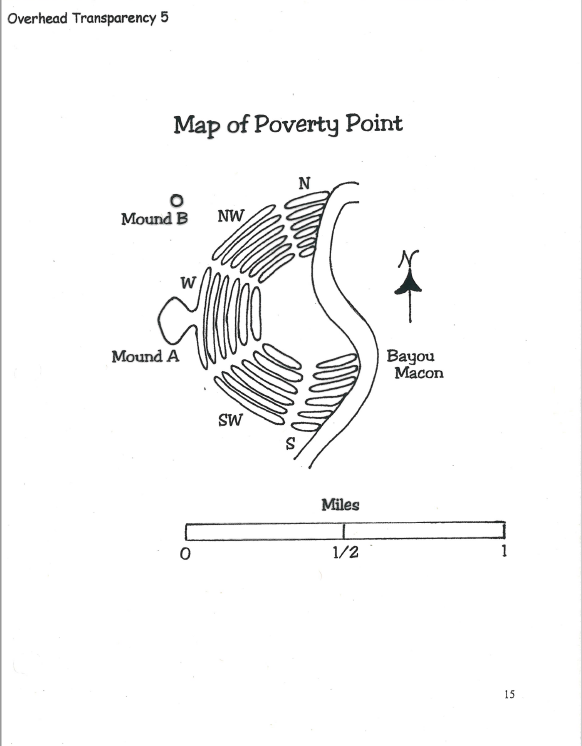 Overhead Transparency 5
Map of Poverty Point
N
Mound B
NW
W
N
Mound A
Bayou
Macon
SW
S
Miles
0
1/2
1
15